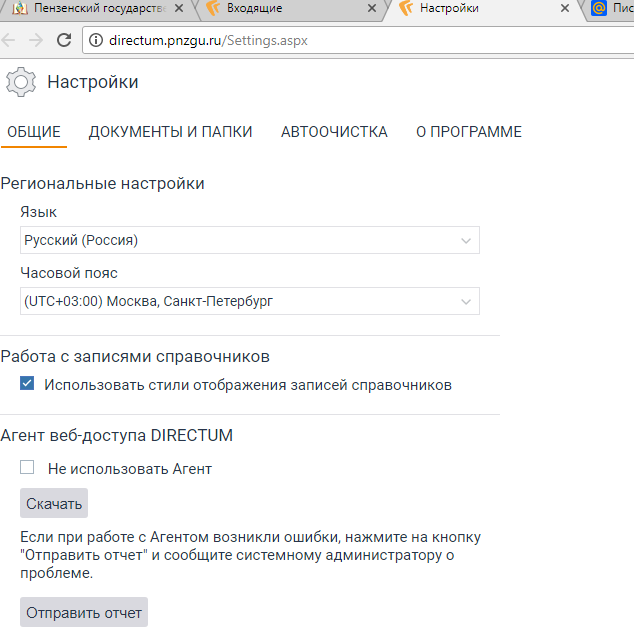 Пензенский государстве
Входящие
Настройки
Пис
directum.pnzgu.ru/Settings.aspx
Настройки
ОБЩИЕ ДОКУМЕНТЫ И ПАПКИ АВТООЧИСТКА О ПРОГРАММЕ
Региональные настройки
Язык
Русский (Россия)
Часовой пояс
(UTC+03:00) Москва, Санкт-Петербург
Работа с записями справочников
Использовать стили отображения записей справочников
Агент веб-доступа DIRECTUM
Не использовать Агент
Скачать
Если при работе с Агентом возникли ошибки, нажмите на кнопку
"Отправить отчет" и сообщите системному администратору о
проблеме.
Отправить отчет